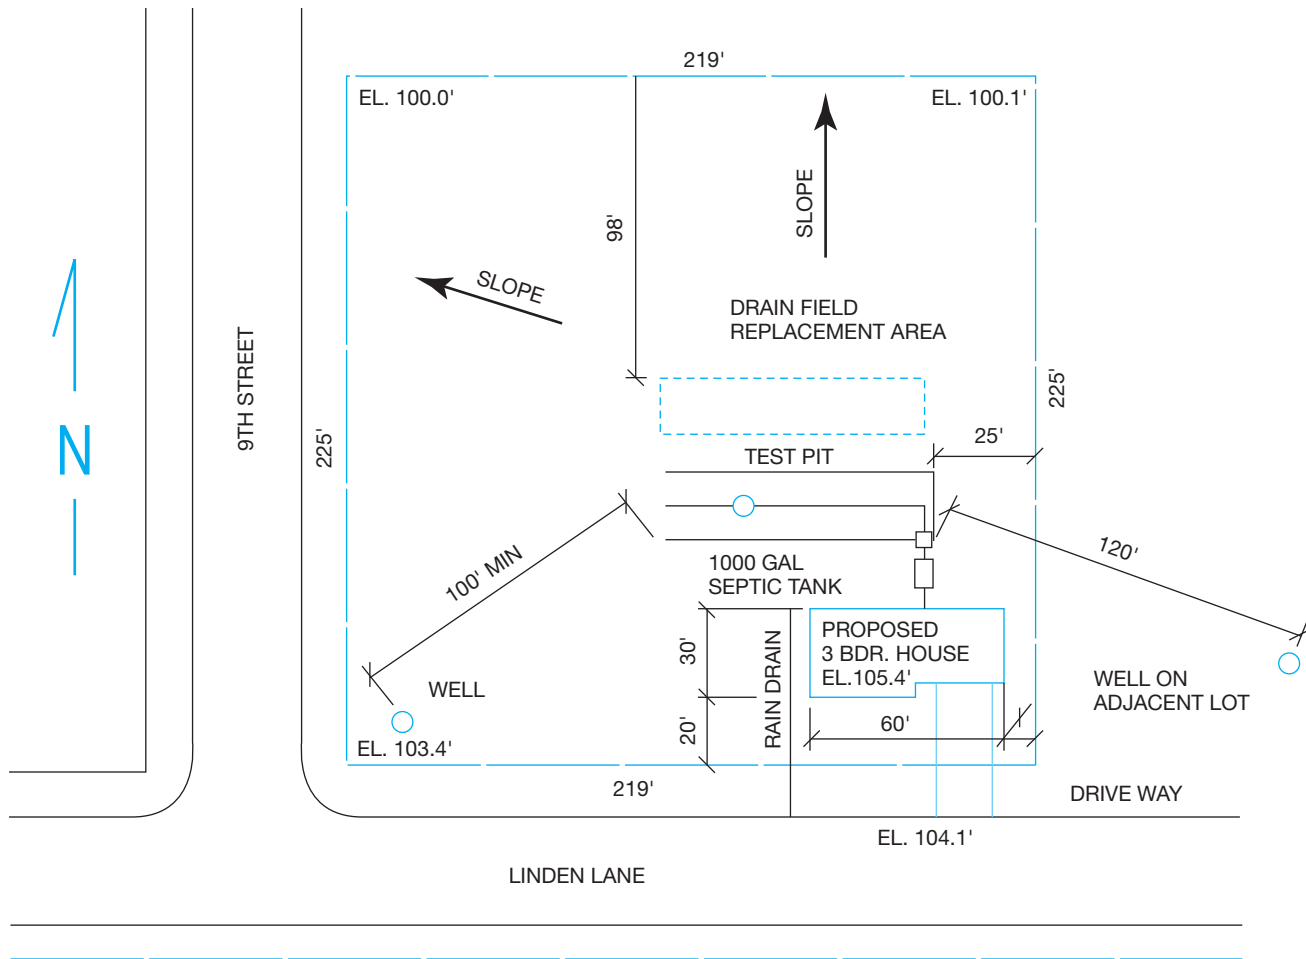 219'
EL. 100.0'
EL. 100.1'
SLOPE
98'
SLOPE
DRAIN FIELD
REPLACEMENT AREA
9TH STREET
225'
225'
N
25'
TEST PIT
100' MIN
120'
1000 GAL
SEPTIC TANK
30'
RAIN DRAIN
PROPOSED
3 BDR. HOUSE
EL.105.4'
WELL
WELL ON
ADJACENT LOT
20'
60'
EL. 103.4'
219'
DRIVE WAY
EL. 104.1'
LINDEN LANE